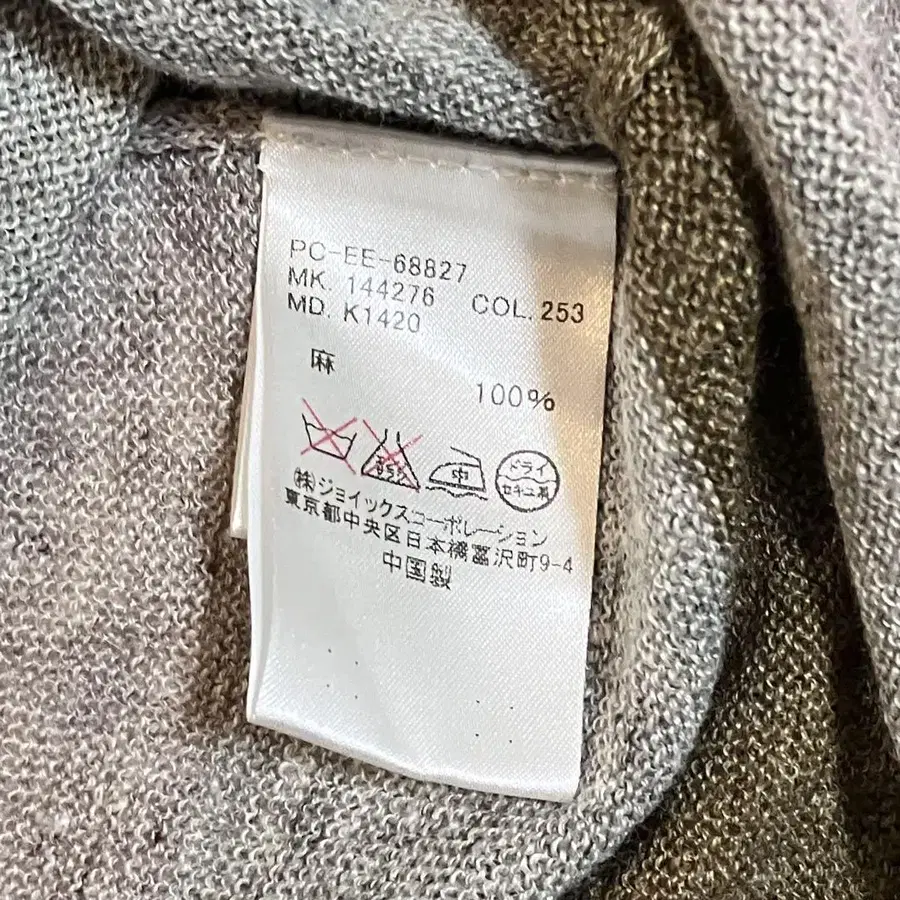 PC-EE-68827
MK. 144276 COL. 253
MD. K1420
麻 100%
中 ドライ
セキユ系
(株)ジョイックスコーポレーション
東京都中央区日本橋富沢町9-4
中国製